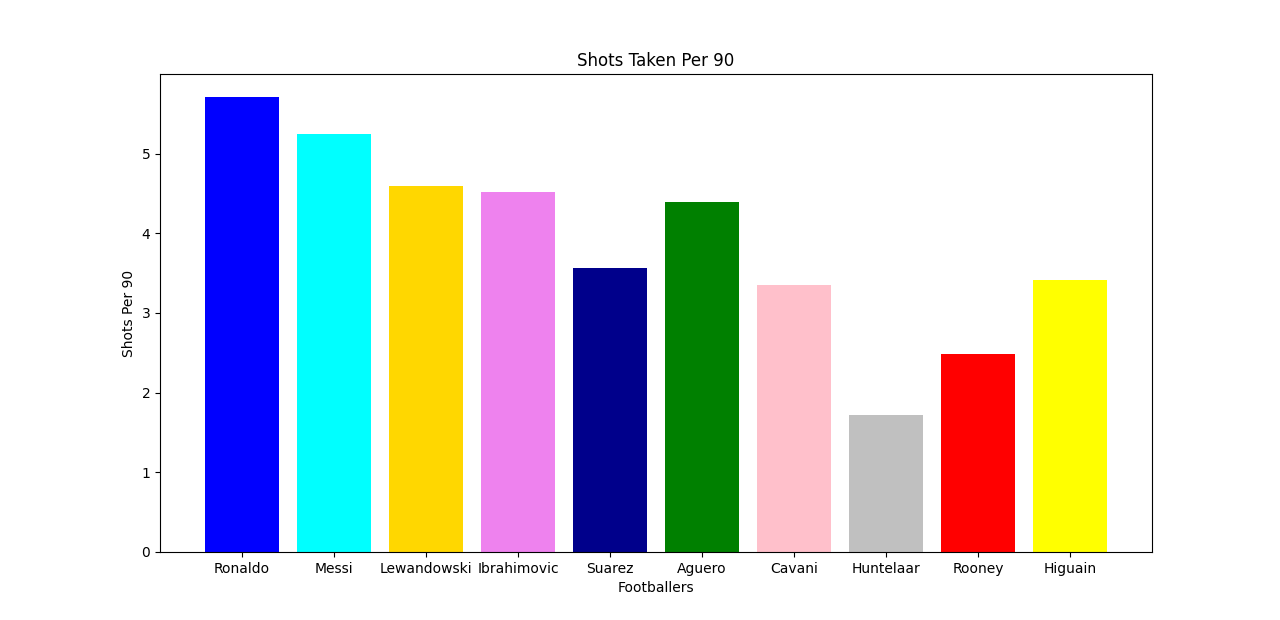 Shots Taken Per 90
Shots Per 90
5
4
3
2
1
0
Ronaldo Messi Lewandowski Ibrahimovic Suarez Aguero Cavani Huntelaar Rooney Higuain
Footballers